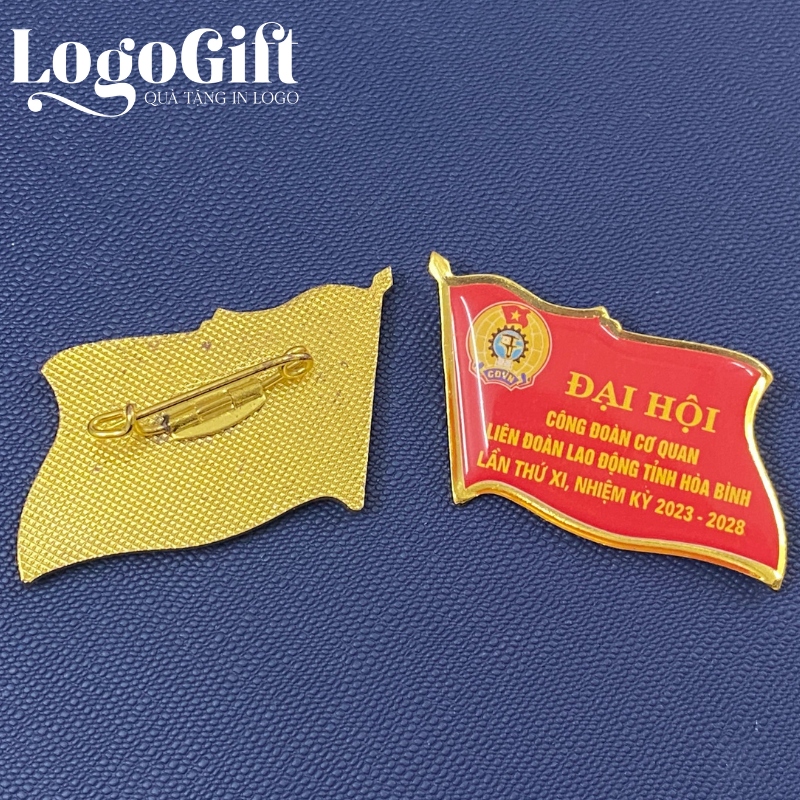 LogoGift
QUÀ TẶNG IN LOGO
CĐVN
ĐẠI HỘI
CÔNG ĐOÀN CƠ QUAN
LIÊN ĐOÀN LAO ĐỘNG TỈNH HÒA BÌNH
LẦN THỨ XI, NHIỆM KỲ 2023 - 2028